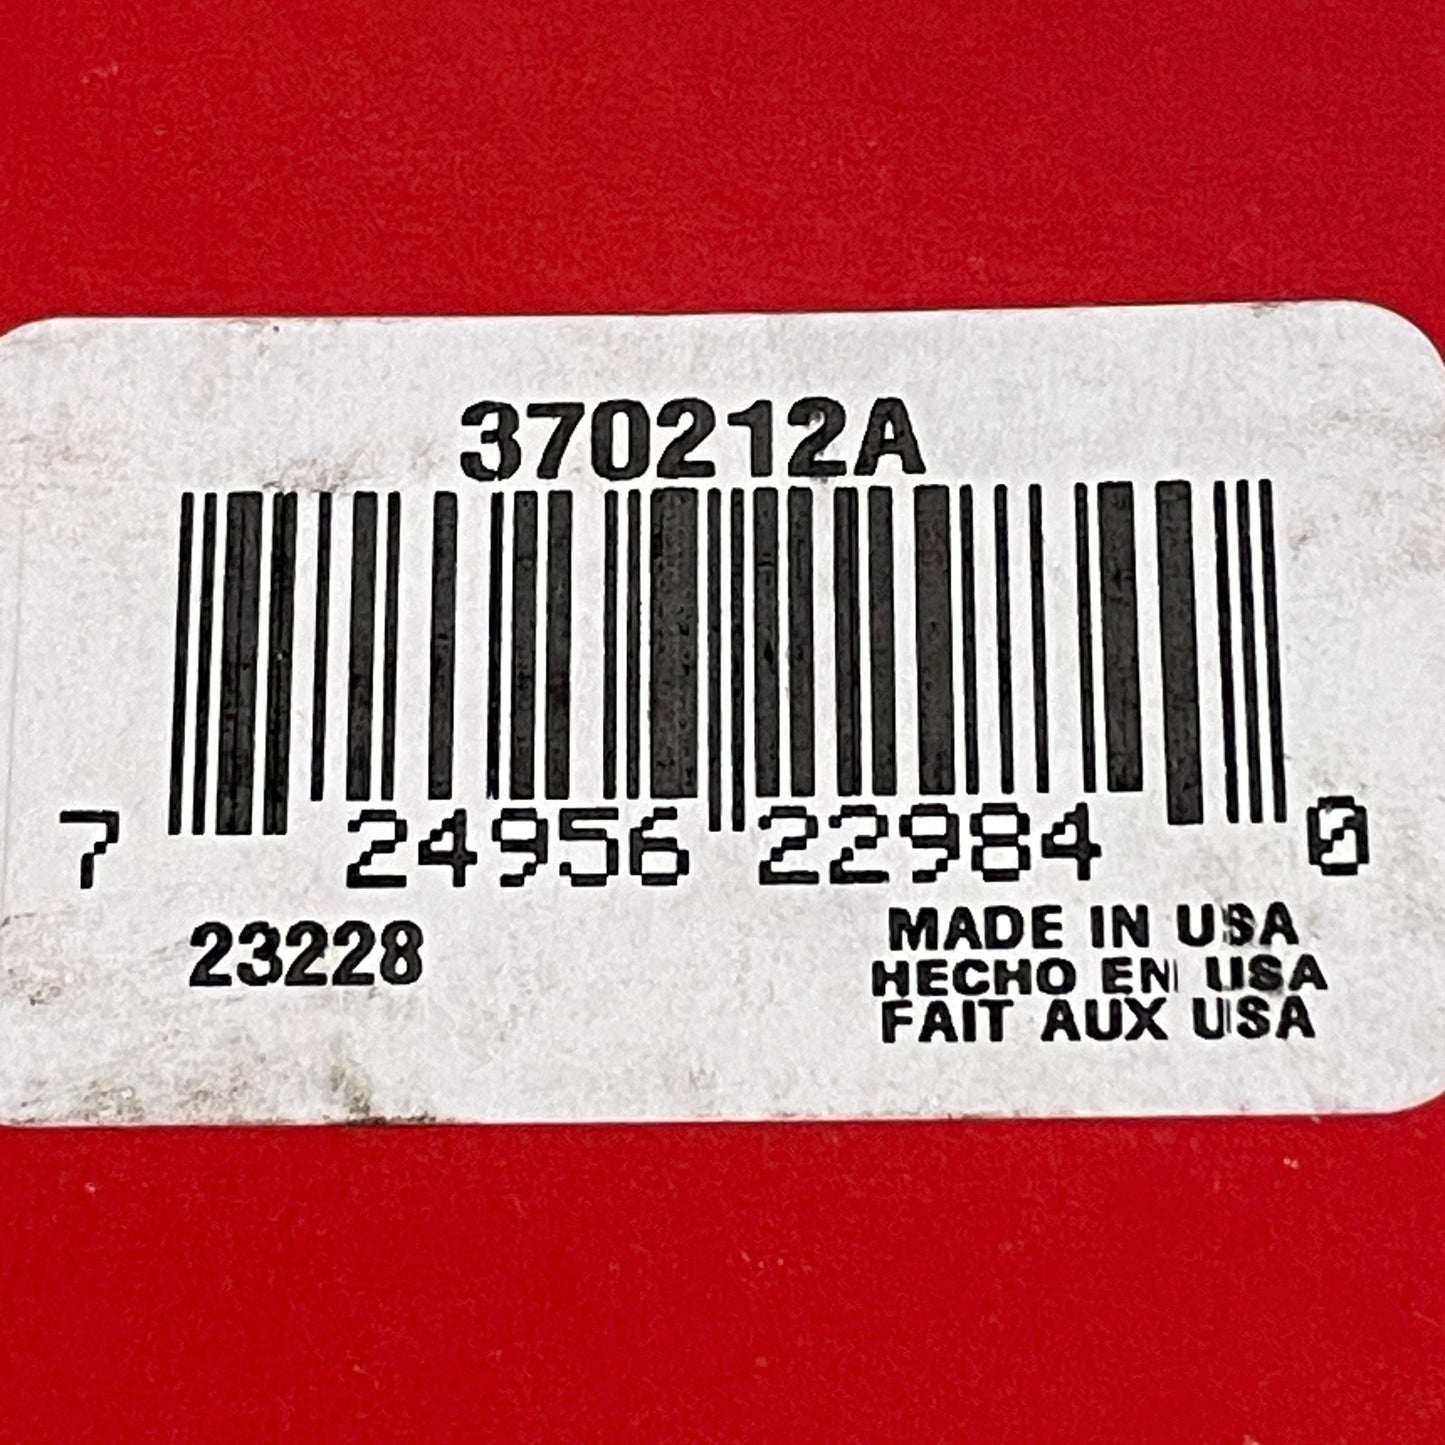 370212A
7 24956 22984 0
23228
MADE IN USA
HECHO EN USA
FAIT AUX USA